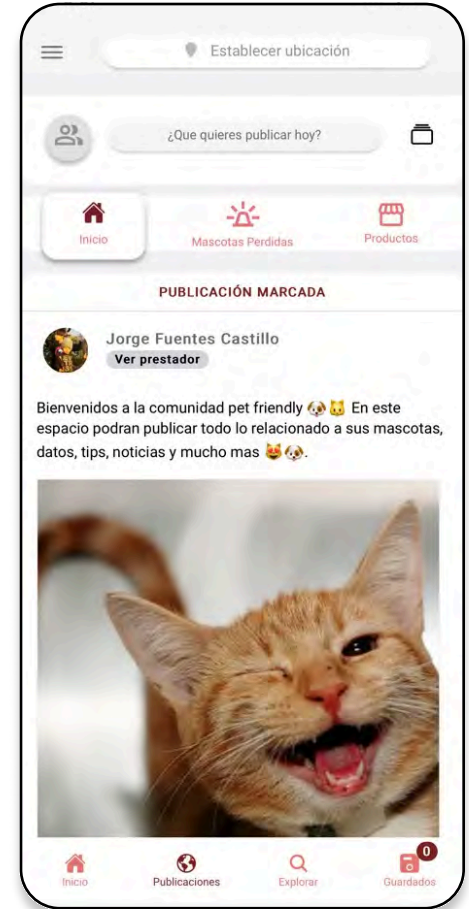 Establecer ubicación
¿Que quieres publicar hoy?
Inicio
Mascotas Perdidas
Productos
PUBLICACIÓN MARCADA
Jorge Fuentes Castillo
Ver prestador
Bienvenidos a la comunidad pet friendly 🐶🐱 En este
espacio podran publicar todo lo relacionado a sus mascotas,
datos, tips, noticias y mucho mas 😻🐶.
0
Inicio
Publicaciones
Explorar
Guardados